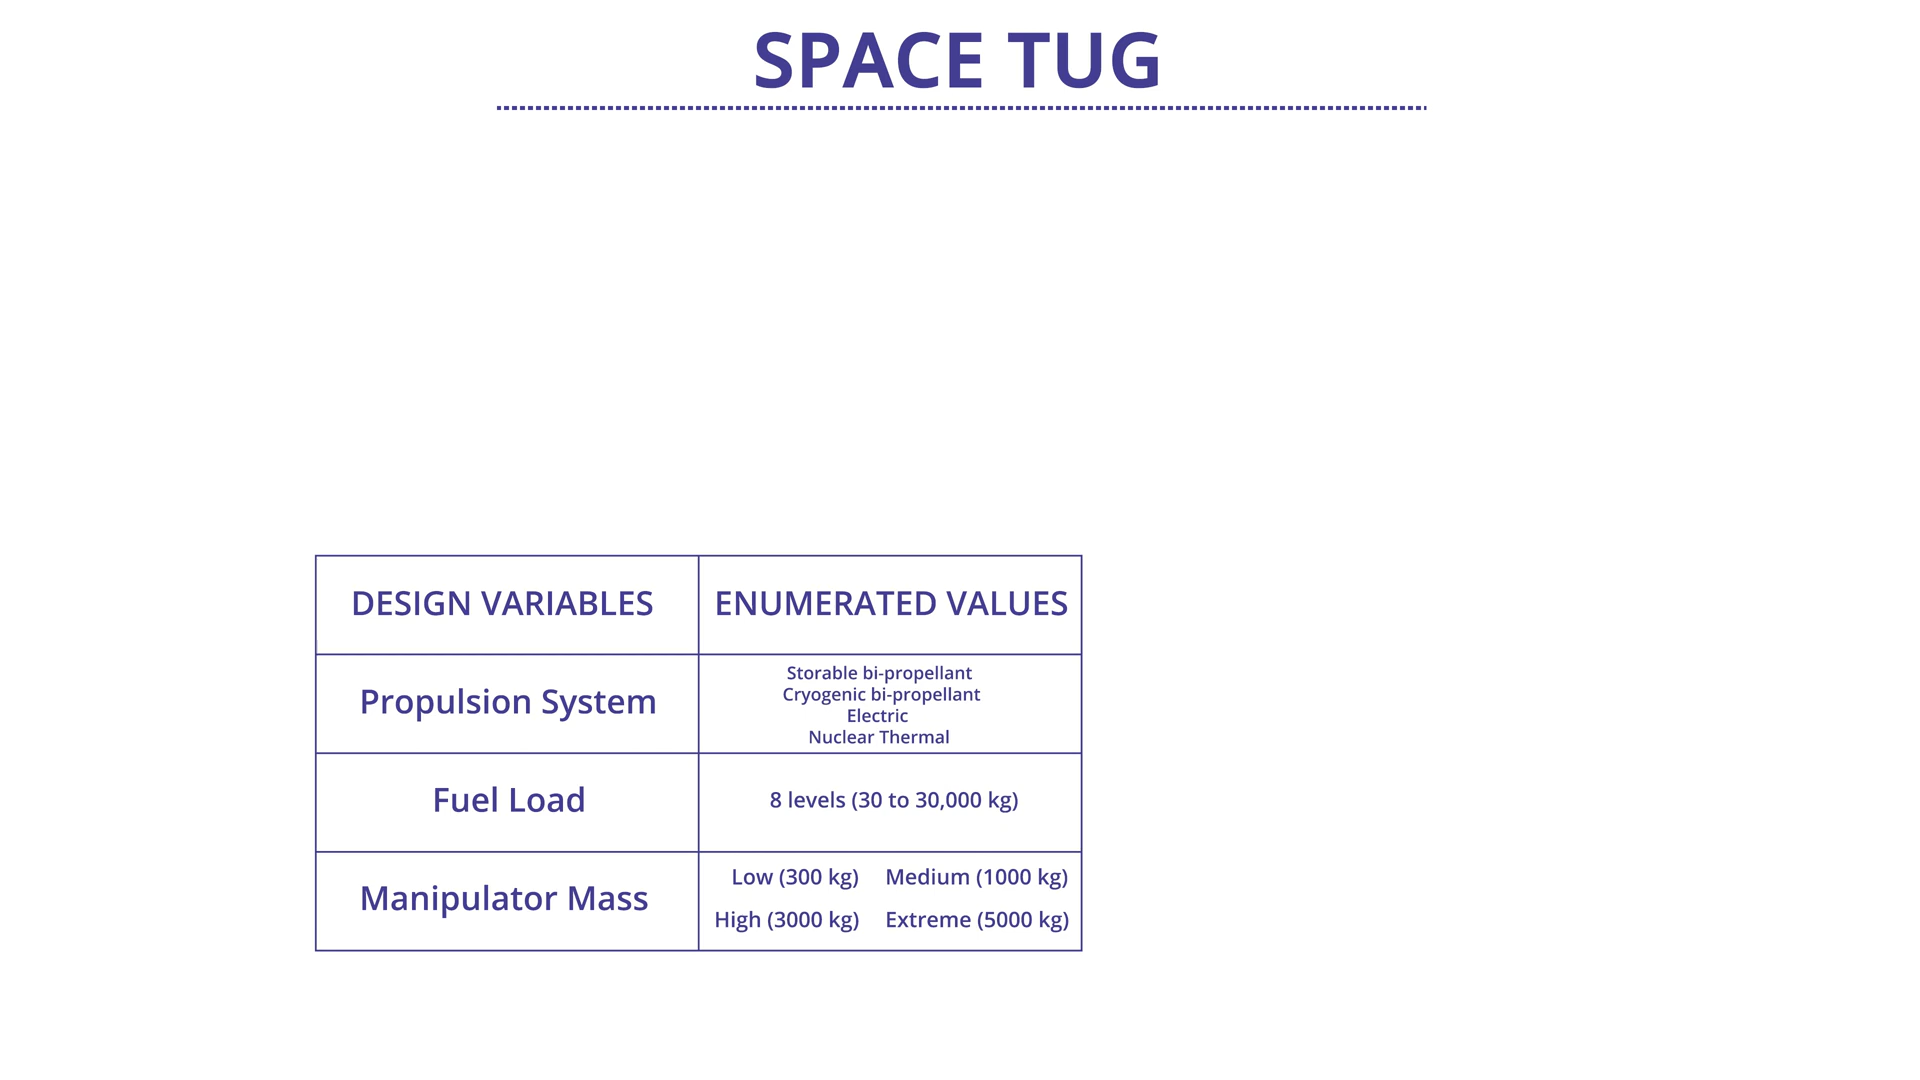 SPACE TUG
DESIGN VARIABLES
ENUMERATED VALUES
Propulsion System
Storable bi-propellant
Cryogenic bi-propellant
Electric
Nuclear Thermal
Fuel Load
8 levels (30 to 30,000 kg)
Manipulator Mass
Low (300 kg) Medium (1000 kg)
High (3000 kg) Extreme (5000 kg)